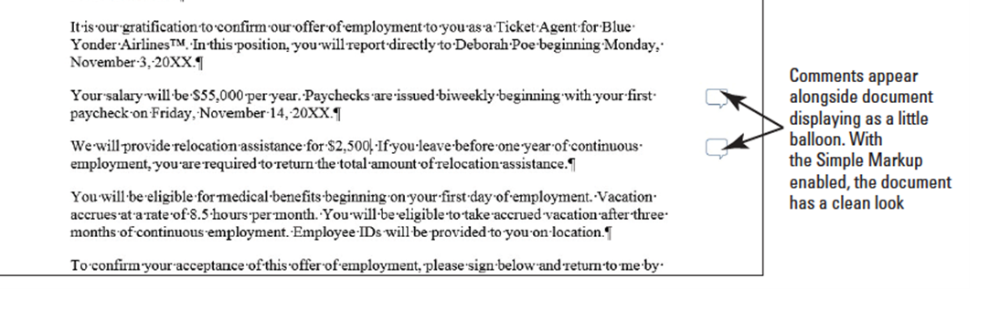 It is our gratification to confirm our offer of employment to you as a Ticket Agent for Blue
Yonder Airlines™. In this position, you will report directly to Deborah Poe beginning Monday,
November 3, 20XX.¶
Your salary will be $55,000 per year. Paychecks are issued biweekly beginning with your first
paycheck on Friday, November 14, 20XX.¶
We will provide relocation assistance for $2,500. If you leave before one year of continuous
employment, you are required to return the total amount of relocation assistance.¶
You will be eligible for medical benefits beginning on your first day of employment. Vacation
accrues at a rate of 8.5 hours per month. You will be eligible to take accrued vacation after three
months of continuous employment. Employee IDs will be provided to you on location.¶
To confirm your acceptance of this offer of employment, please sign below and return to me by
Comments appear
alongside document
displaying as a little
balloon. With
the Simple Markup
enabled, the document
has a clean look